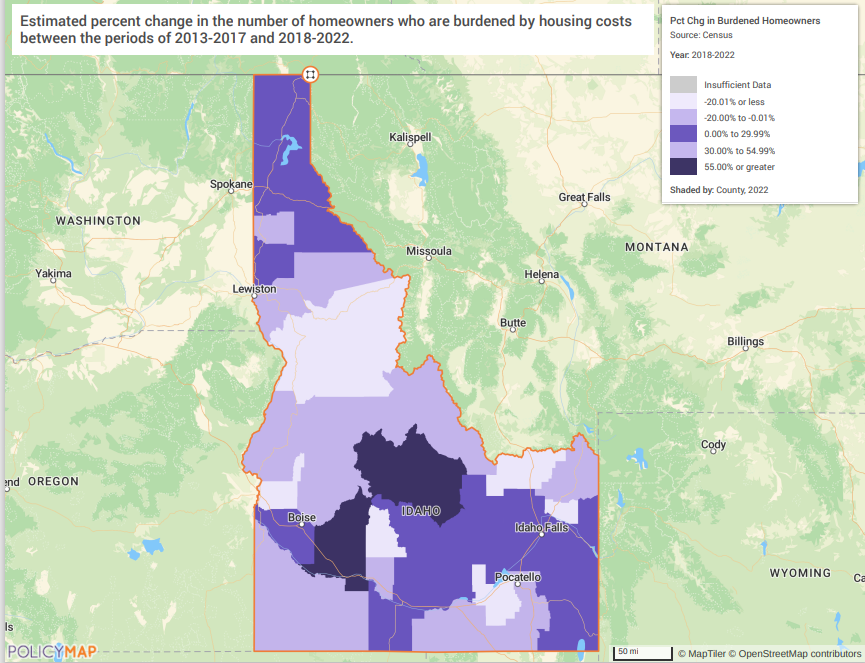 Estimated percent change in the number of homeowners who are burdened by housing costs
between the periods of 2013-2017 and 2018-2022.
Pct Chg in Burdened Homeowners
Source: Census
Year: 2018-2022
Insufficient Data
-20.01% or less
-20.00% to -0.01%
0.00% to 29.99%
30.00% to 54.99%
55.00% or greater
Shaded by: County, 2022
Kalispell
Spokane
Great Falls
WASHINGTON
MONTANA
Missoula
Yakima
Helena
Lewiston
Butte
Billings
Cody
end
OREGON
IDAHO
Boise
Idaho Falls
Pocatello
WYOMING
Ca
ls
POLICYMAP
50 mi
© MapTiler © OpenStreetMap contributors